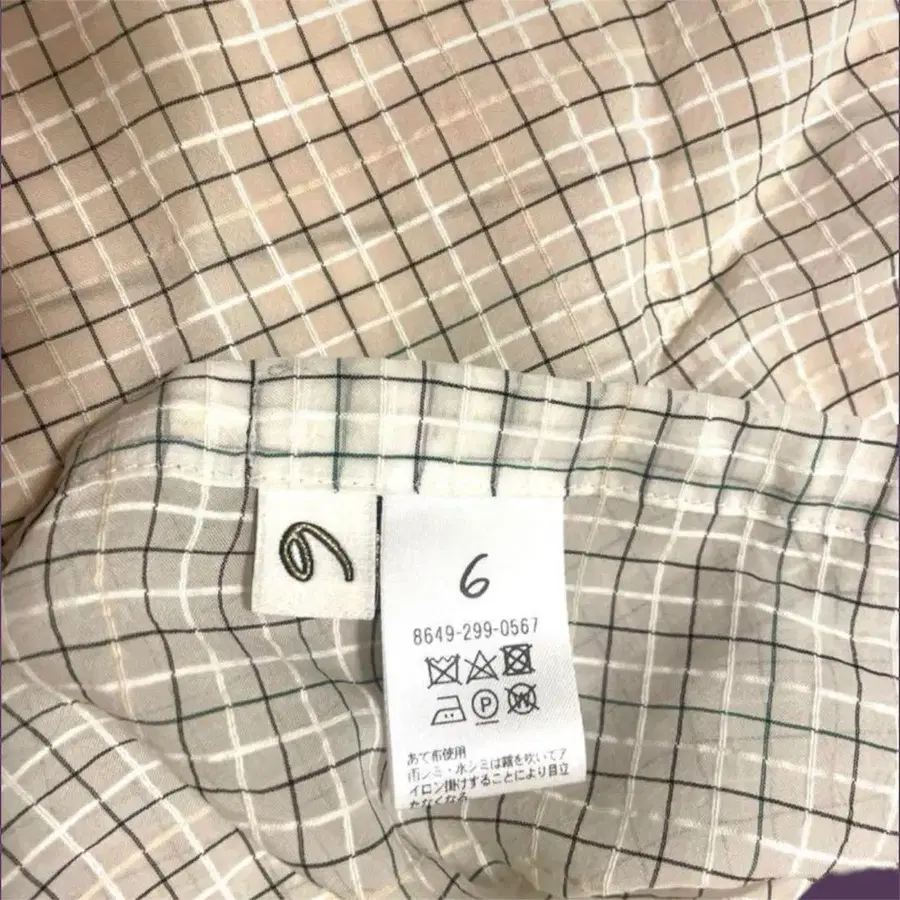 6
6
8649-299-0567
P
W
あて布使用
雨シミ・水シミは霧を吹いてア
イロン掛けすることにより目立
たなくなる